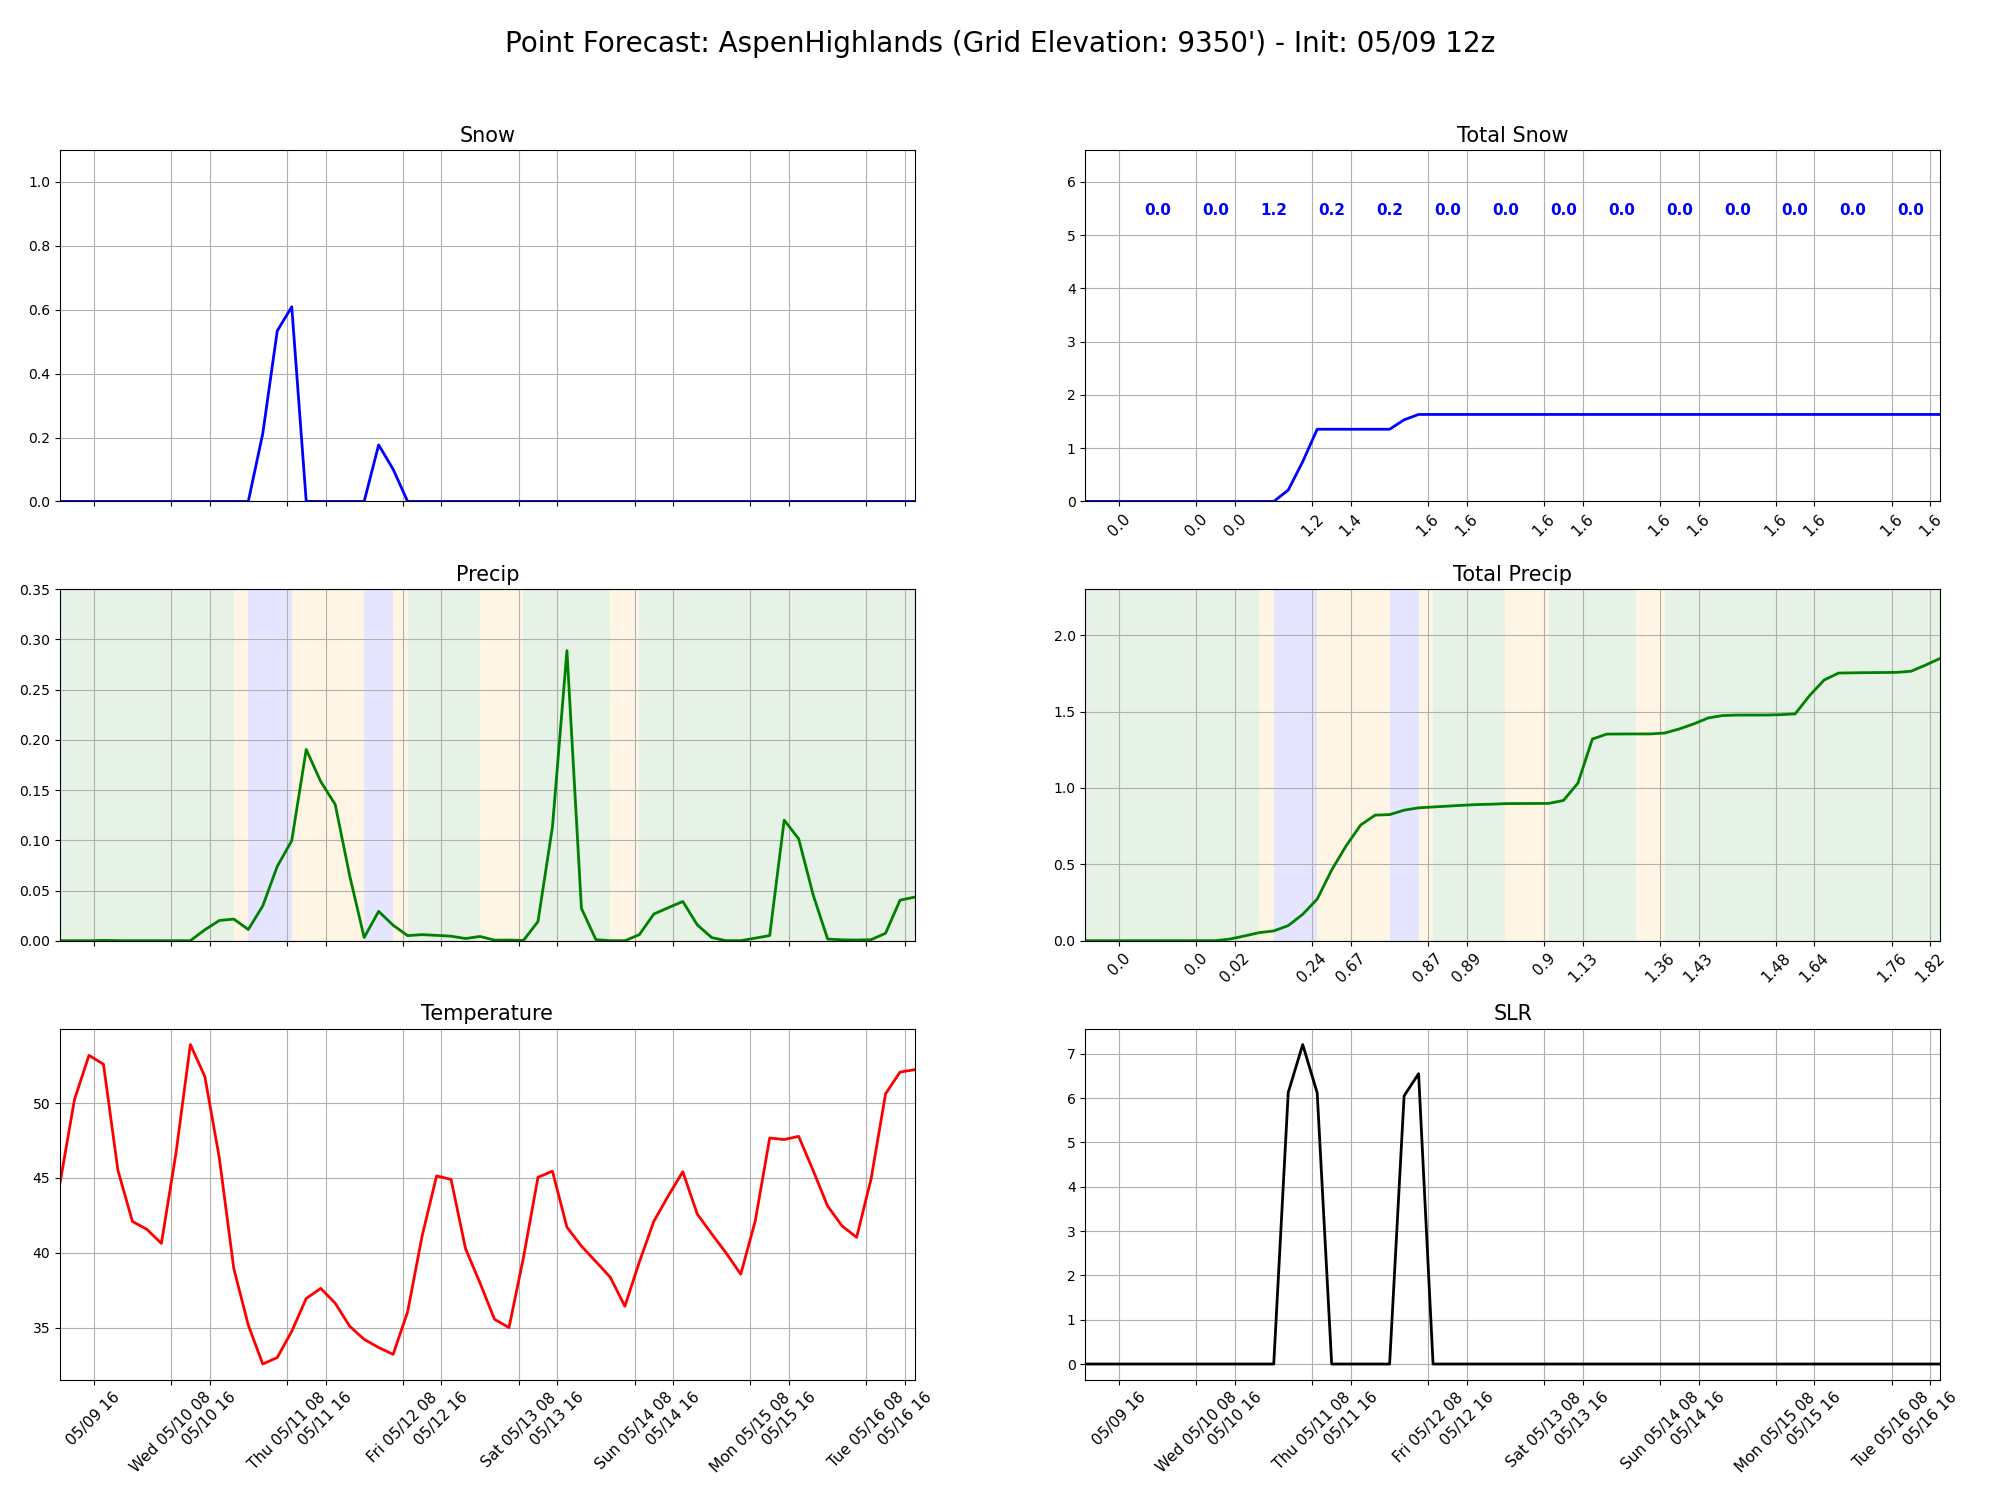 Point Forecast: AspenHighlands (Grid Elevation: 9350') - Init: 05/09 12z
Snow
1.0
0.8
0.6
0.4
0.2
0.0
Total Snow
6
5
4
3
2
1
0
0.0 0.0 1.2 0.2 0.2 0.0 0.0 0.0 0.0 0.0 0.0 0.0 0.0 0.0
0.0 0.0 0.0 1.2 1.4 1.6 1.6 1.6 1.6 1.6 1.6 1.6 1.6 1.6 1.6
Precip
0.35
0.30
0.25
0.20
0.15
0.10
0.05
0.00
Total Precip
2.0
1.5
1.0
0.5
0.0
0.0 0.0 0.02 0.24 0.67 0.87 0.89 0.9 1.13 1.36 1.43 1.48 1.64 1.76 1.82
Temperature
50
45
40
35
05/09 16
Wed 05/10 08
05/10 16
Thu 05/11 08
05/11 16
Fri 05/12 08
05/12 16
Sat 05/13 08
05/13 16
Sun 05/14 08
05/14 16
Mon 05/15 08
05/15 16
Tue 05/16 08
05/16 16
SLR
7
6
5
4
3
2
1
0
05/09 16
Wed 05/10 08
05/10 16
Thu 05/11 08
05/11 16
Fri 05/12 08
05/12 16
Sat 05/13 08
05/13 16
Sun 05/14 08
05/14 16
Mon 05/15 08
05/15 16
Tue 05/16 08
05/16 16